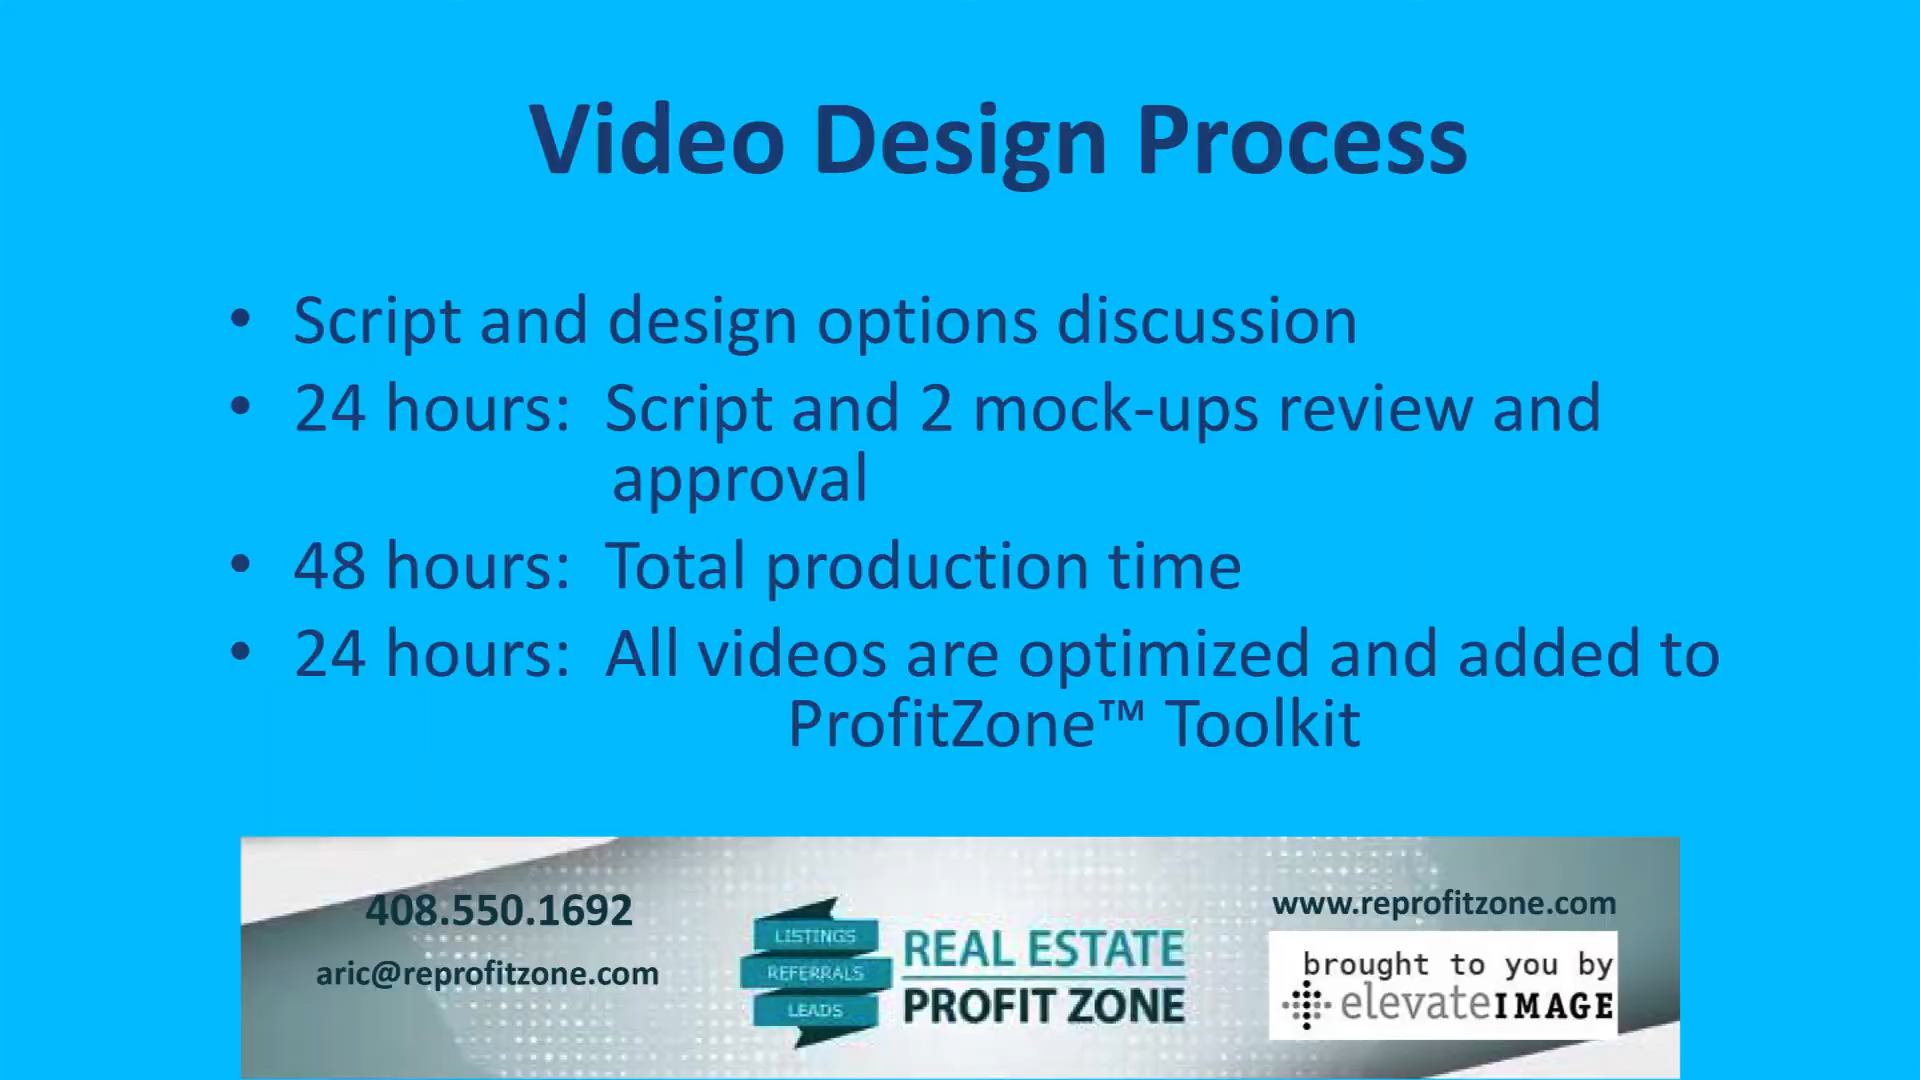 Video Design Process
• Script and design options discussion
• 24 hours: Script and 2 mock-ups review and
approval
• 48 hours: Total production time
• 24 hours: All videos are optimized and added to
ProfitZone™ Toolkit
408.550.1692
aric@reprofitzone.com
LISTINGS
REFERRALS
LEADS
REAL ESTATE
PROFIT ZONE
www.reprofitzone.com
brought to you by
elevateIMAGE